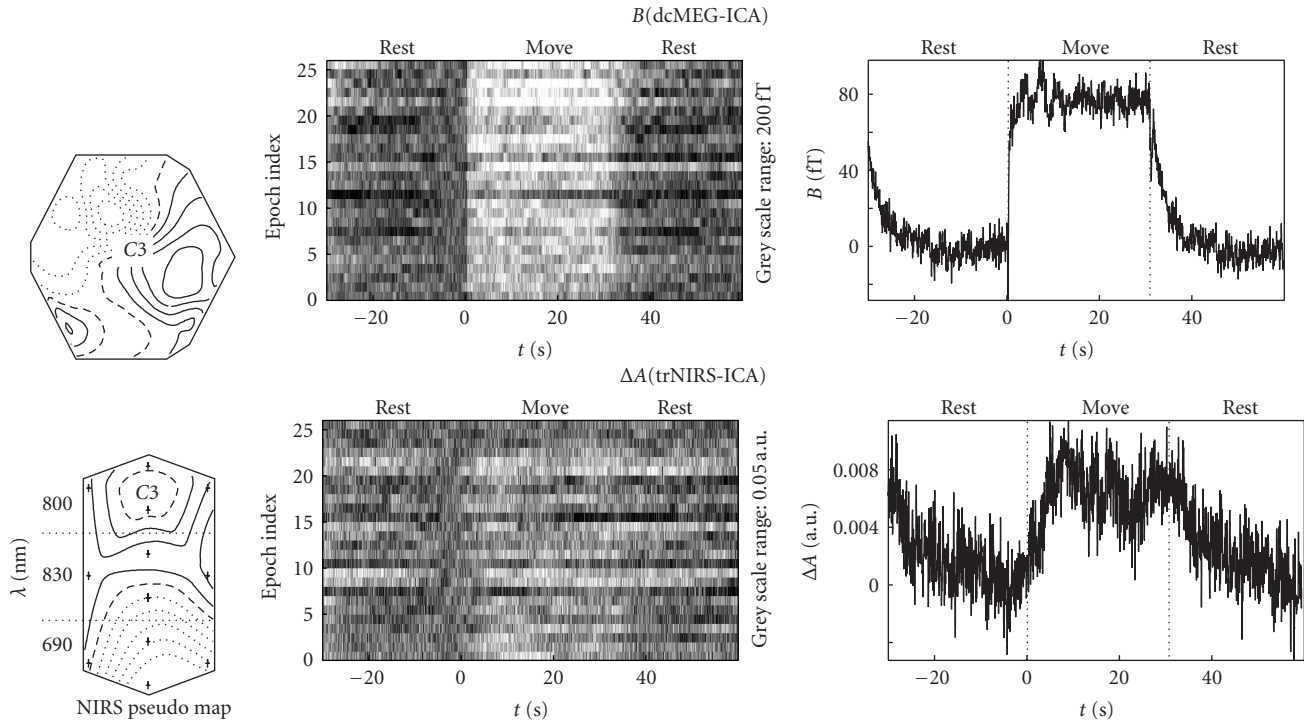 B(dcMEG-ICA)
Rest Move Rest
25
20
15
10
5
0
Epoch index
−20 0 20 40
t (s)
Grey scale range: 200 fT
C3
Rest Move Rest
80
40
0
B (fT)
−20 0 20 40
t (s)
ΔA(trNIRS-ICA)
Rest Move Rest
25
20
15
10
5
0
Epoch index
−20 0 20 40
t (s)
Grey scale range: 0.05 a.u.
C3
800
830
690
λ (nm)
NIRS pseudo map
Rest Move Rest
0.008
0.004
0
ΔA (a.u.)
−20 0 20 40
t (s)